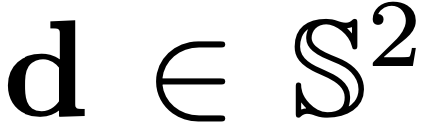 𝐝 ∈ 𝕊²